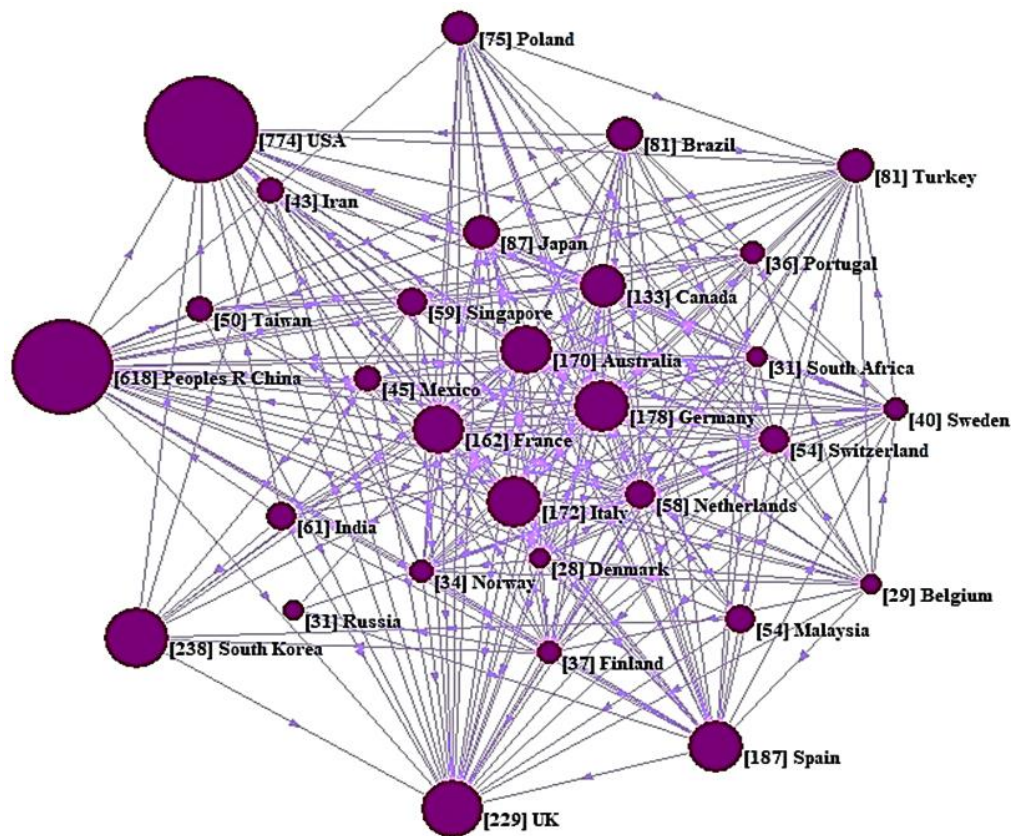 [75] Poland
[774] USA
[81] Brazil
[81] Turkey
[43] Iran
[87] Japan
[36] Portugal
[133] Canada
[59] Singapore
[50] Taiwan
[170] Australia
[31] South Africa
[618] Peoples R China
[45] Mexico
[178] Germany
[40] Sweden
[162] France
[54] Switzerland
[58] Netherlands
[172] Italy
[61] India
[28] Denmark
[34] Norway
[29] Belgium
[31] Russia
[54] Malaysia
[238] South Korea
[37] Finland
[187] Spain
[229] UK